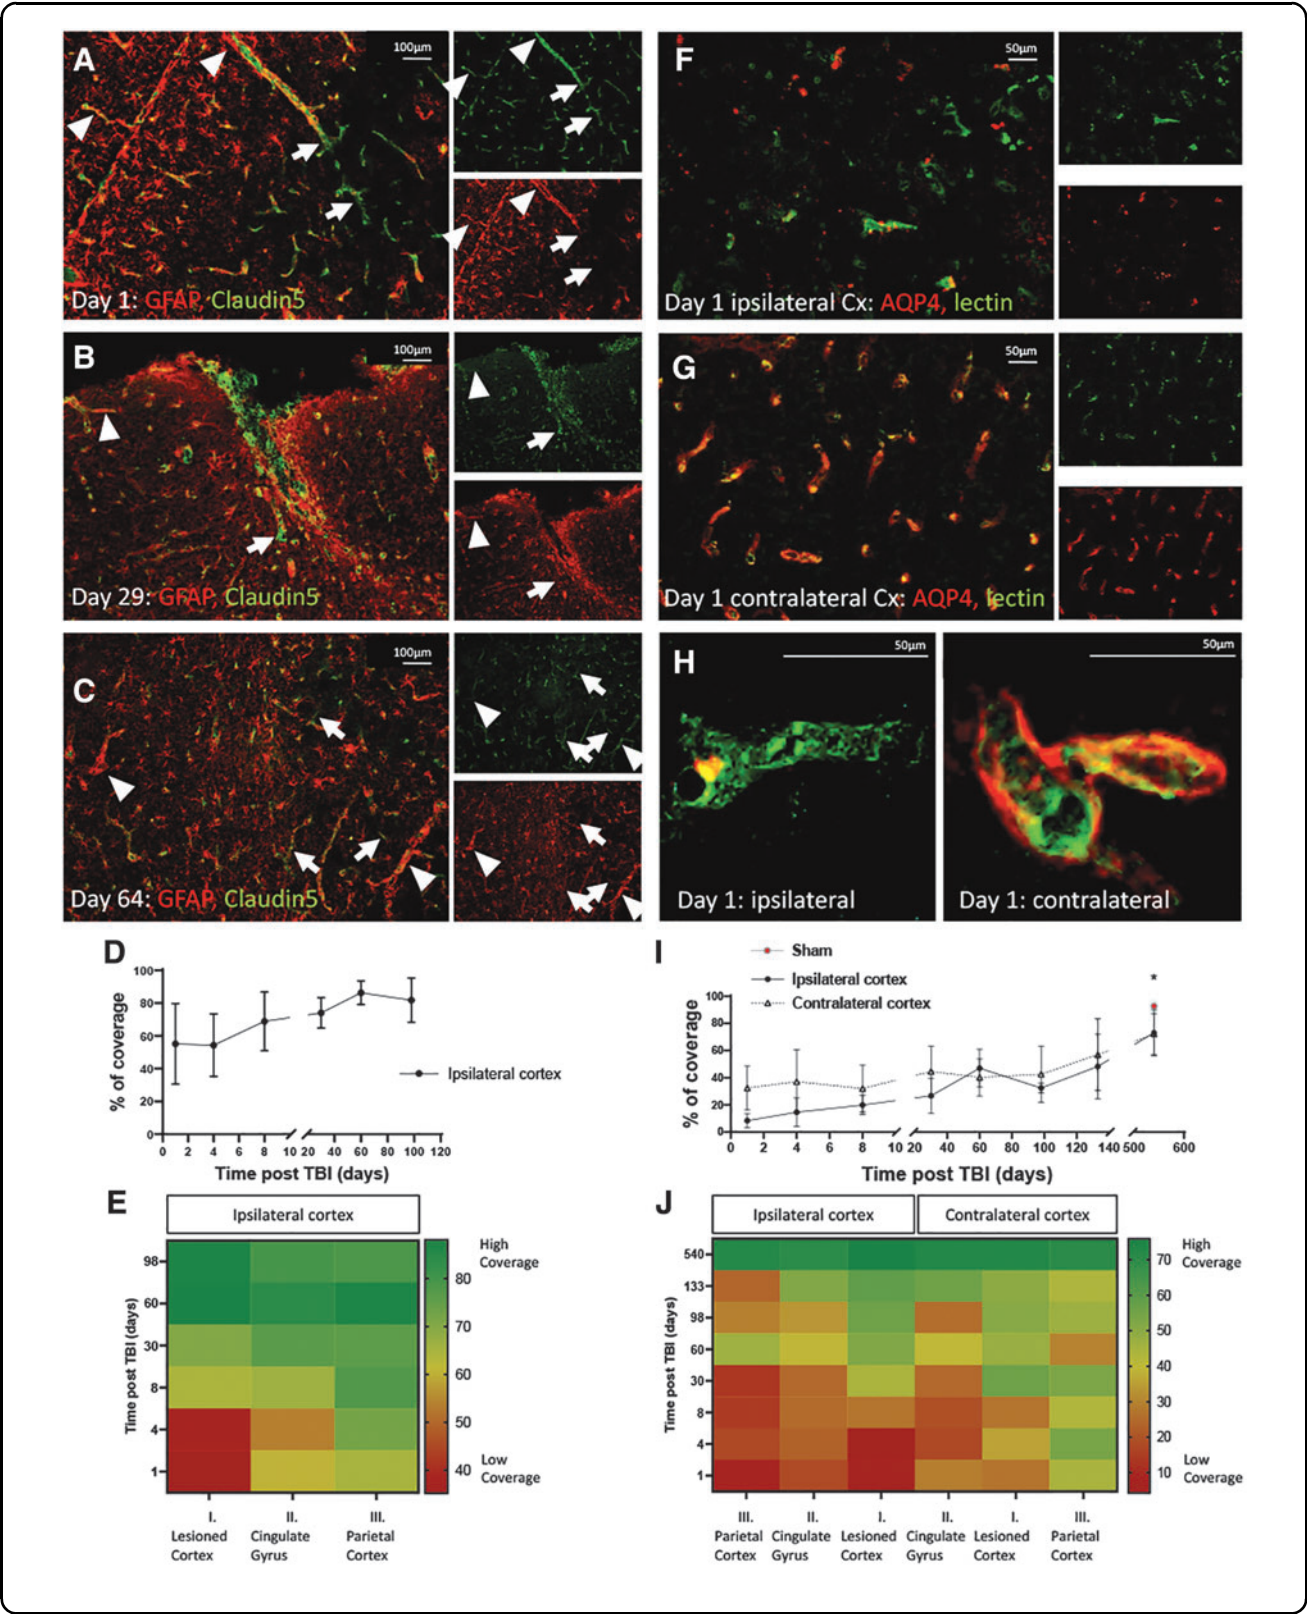 A
100µm
Day 1: GFAP, Claudin5
B
100µm
Day 29: GFAP, Claudin5
C
100µm
Day 64: GFAP, Claudin5
F
50µm
Day 1 ipsilateral Cx: AQP4, lectin
G
50µm
Day 1 contralateral Cx: AQP4, lectin
H
50µm
Day 1: ipsilateral
50µm
Day 1: contralateral
D
% of coverage
100
80
60
40
20
0
Ipsilateral cortex
0 2 4 6 8 10 20 40 60 80 100 120
Time post TBI (days)
I
Sham
Ipsilateral cortex
Contralateral cortex
*
% of coverage
100
80
60
40
20
0
0 2 4 6 8 10 20 40 60 80 100 120 140 500 600
Time post TBI (days)
E
Ipsilateral cortex
Time post TBI (days)
98
60
30
8
4
1
High
Coverage
80
70
60
50
40
Low
Coverage
I.
Lesioned
Cortex
II.
Cingulate
Gyrus
III.
Parietal
Cortex
J
Ipsilateral cortex
Contralateral cortex
Time post TBI (days)
540
133
98
60
30
8
4
1
High
Coverage
70
60
50
40
30
20
10
Low
Coverage
III.
Parietal
Cortex
II.
Cingulate
Gyrus
I.
Lesioned
Cortex
II.
Cingulate
Gyrus
I.
Lesioned
Cortex
III.
Parietal
Cortex